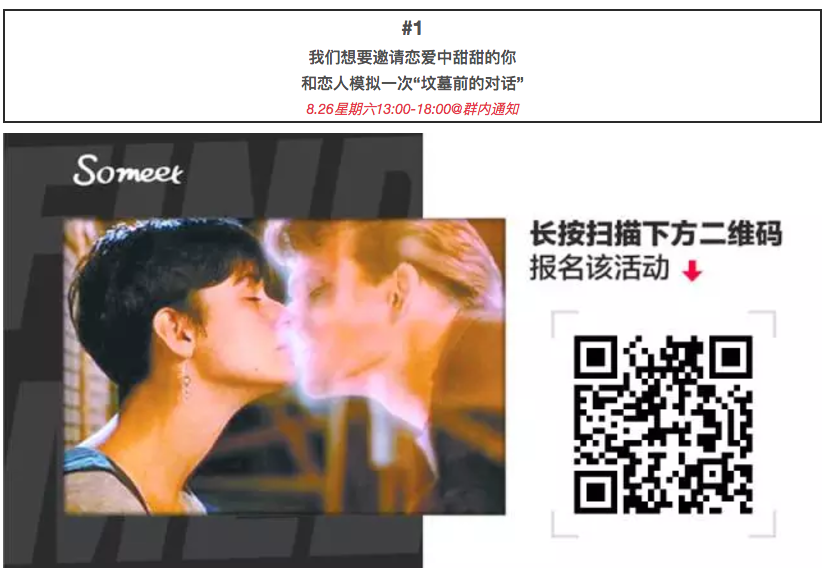 #1
我们想要邀请恋爱中甜甜的你
和恋人模拟一次“坟墓前的对话”
8.26星期六13:00-18:00@群内通知
Someet
长按扫描下方二维码
报名该活动